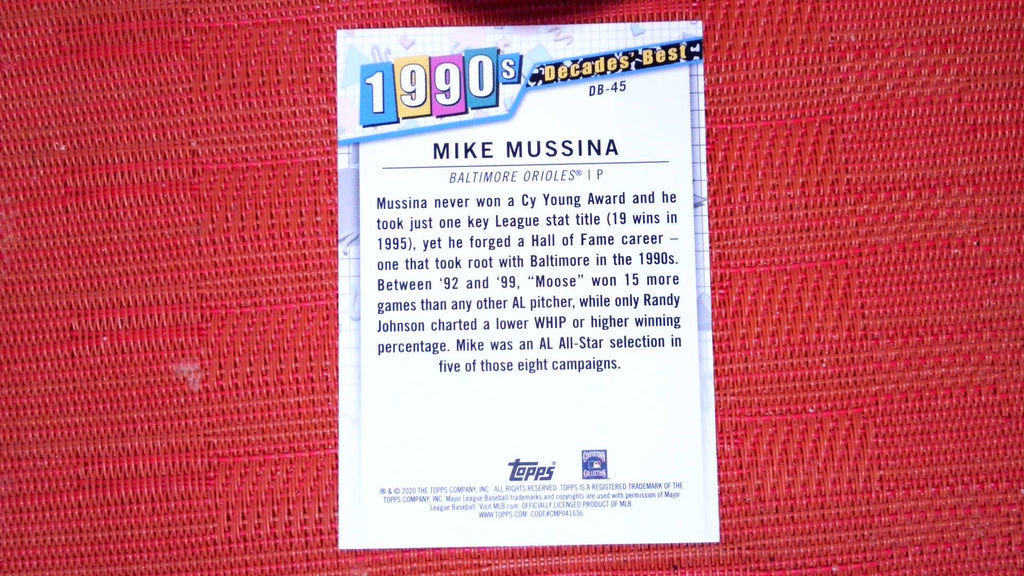 1990s
Decades' Best
DB-45
MIKE MUSSINA
BALTIMORE ORIOLES® | P
Mussina never won a Cy Young Award and he
took just one key League stat title (19 wins in
1995), yet he forged a Hall of Fame career –
one that took root with Baltimore in the 1990s.
Between '92 and '99, "Moose" won 15 more
games than any other AL pitcher, while only Randy
Johnson charted a lower WHIP or higher winning
percentage. Mike was an AL All-Star selection in
five of those eight campaigns.
Topps®
COLLECTION
® & © 2020 THE TOPPS COMPANY, INC. ALL RIGHTS RESERVED. TOPPS IS A REGISTERED TRADEMARK OF THE
TOPPS COMPANY, INC. Major League Baseball trademarks and copyrights are used with permission of Major
League Baseball. Visit MLB.com. OFFICIALLY LICENSED PRODUCT OF MLB.
WWW.TOPPS.COM CODE#CMP041636